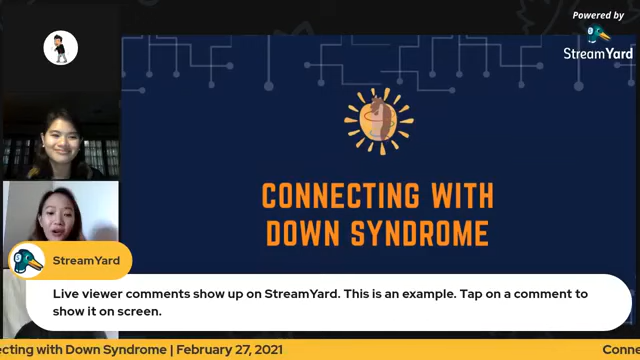 Powered by
StreamYard
CONNECTING WITH
DOWN SYNDROME
StreamYard
Live viewer comments show up on StreamYard. This is an example. Tap on a comment to
show it on screen.
ecting with Down Syndrome | February 27, 2021
Conne